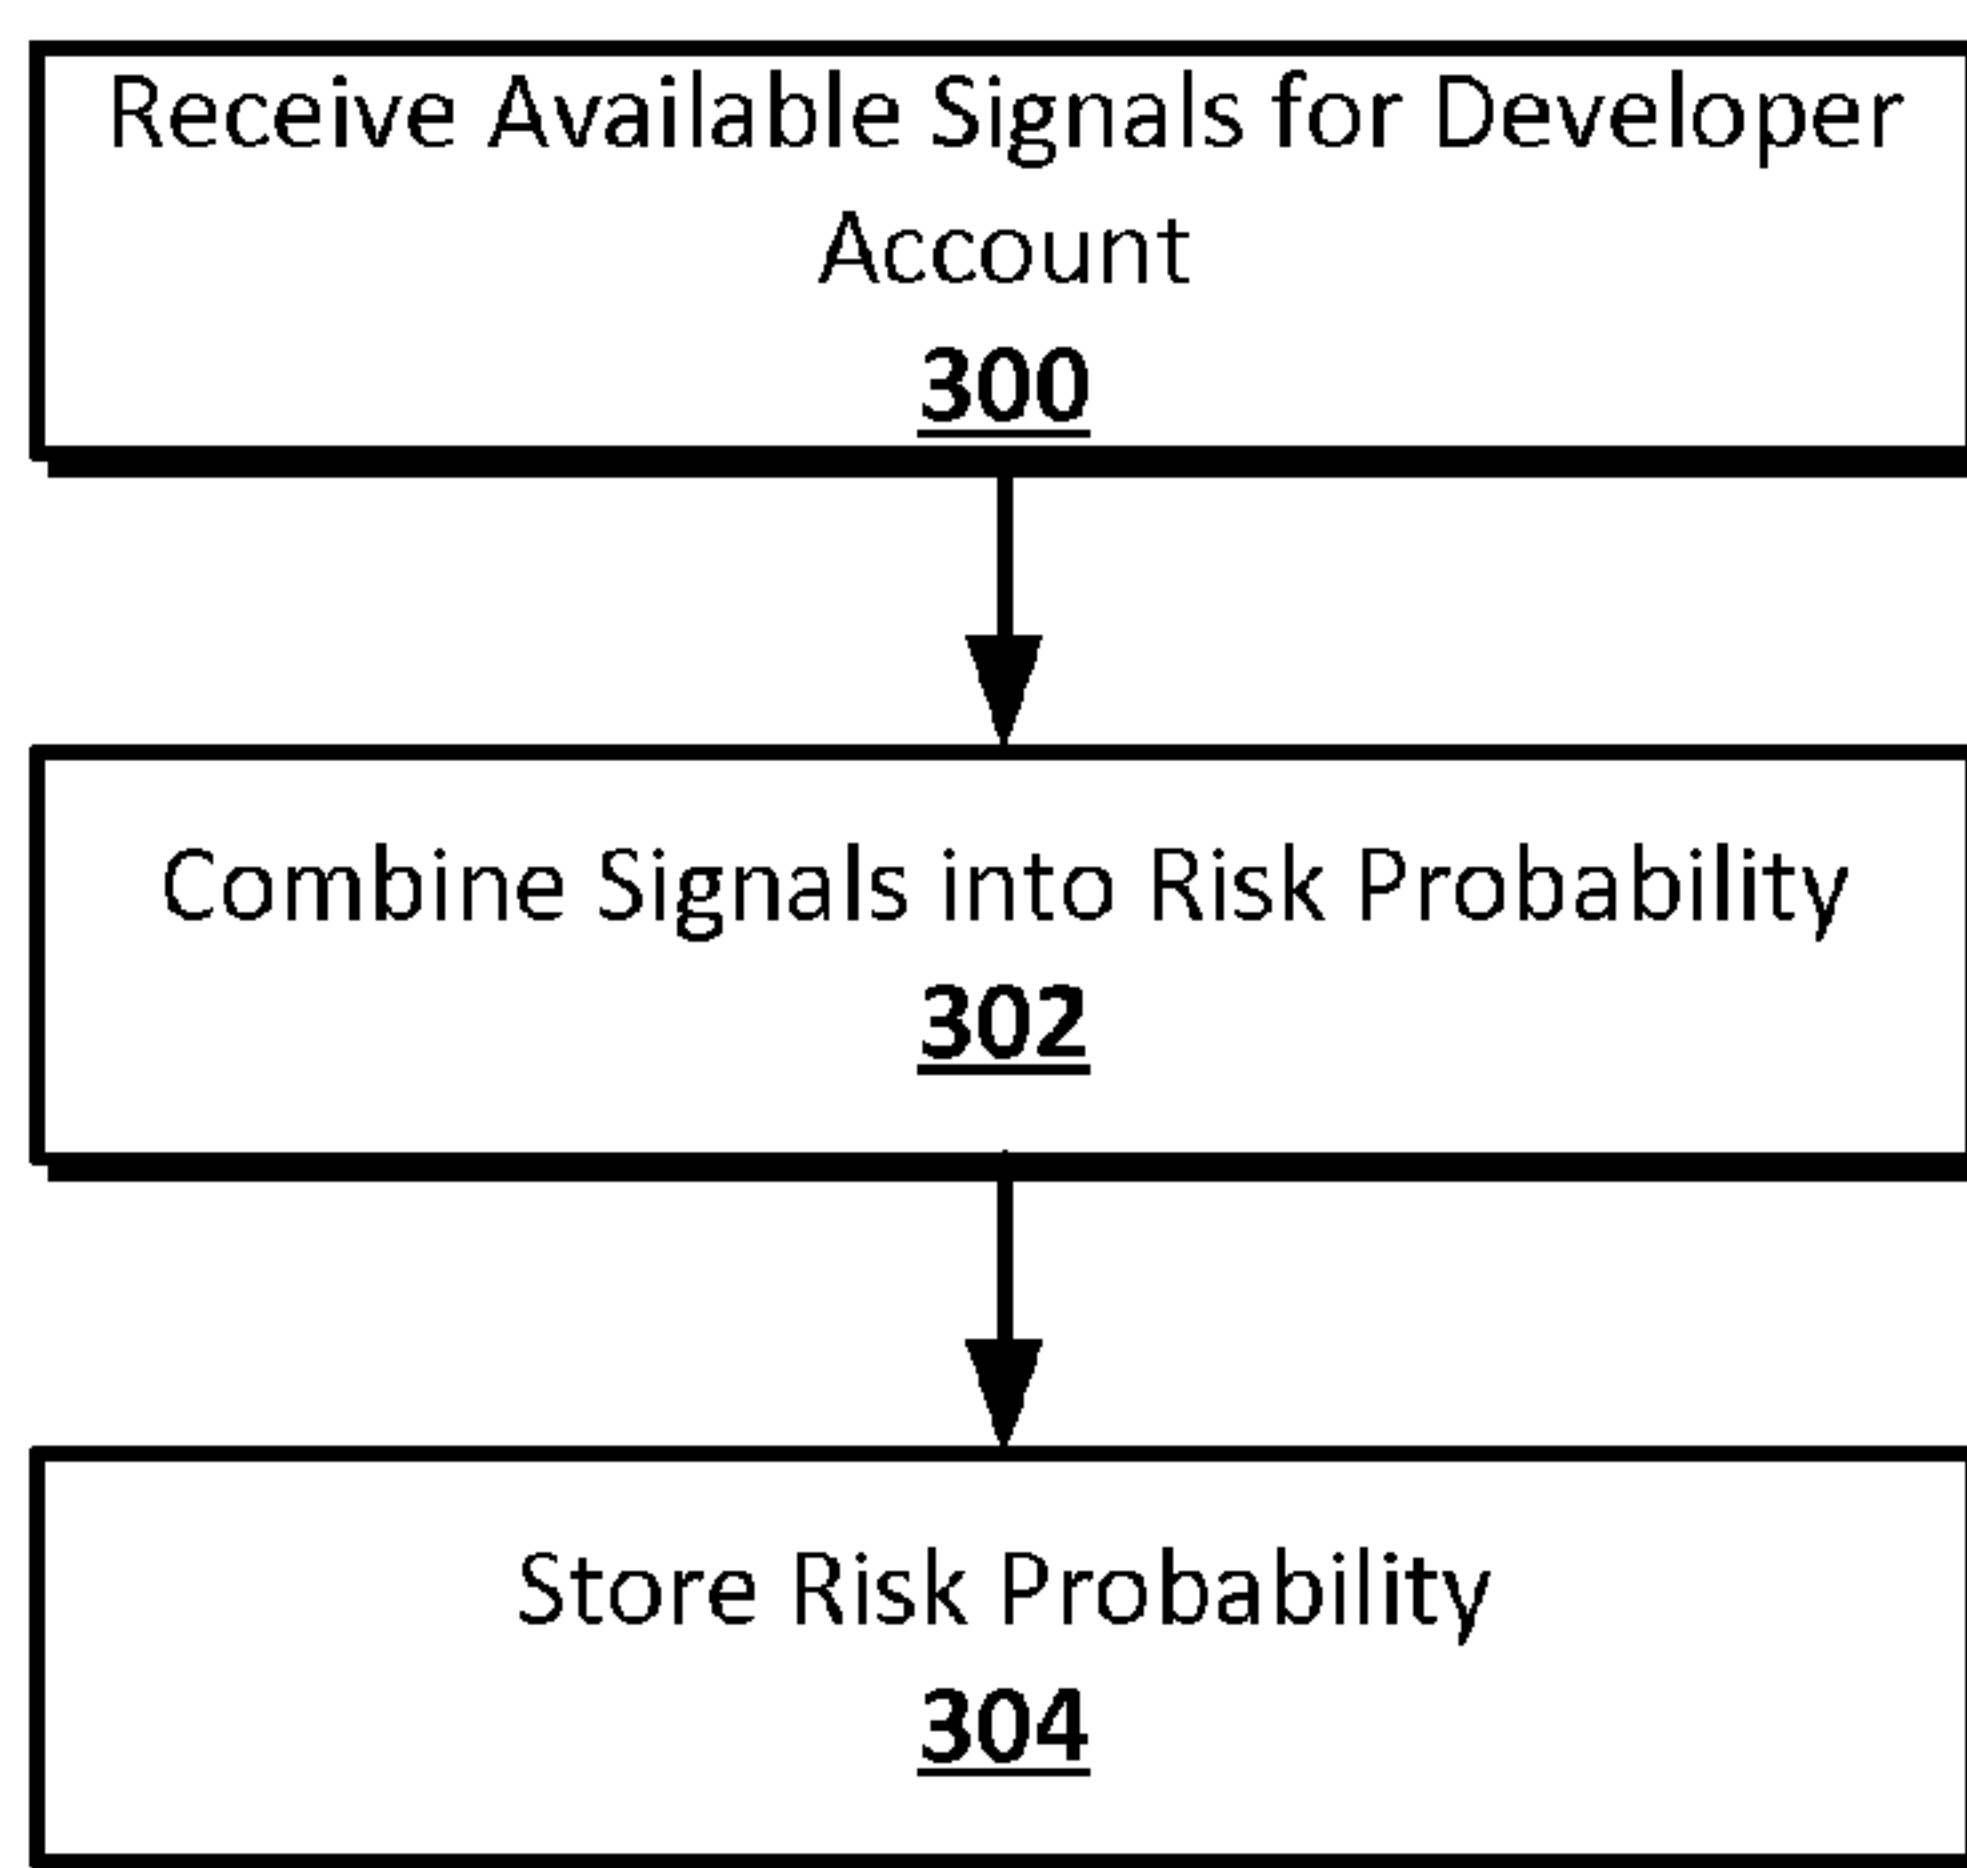 Receive Available Signals for Developer
Account
300
Combine Signals into Risk Probability
302
Store Risk Probability
304